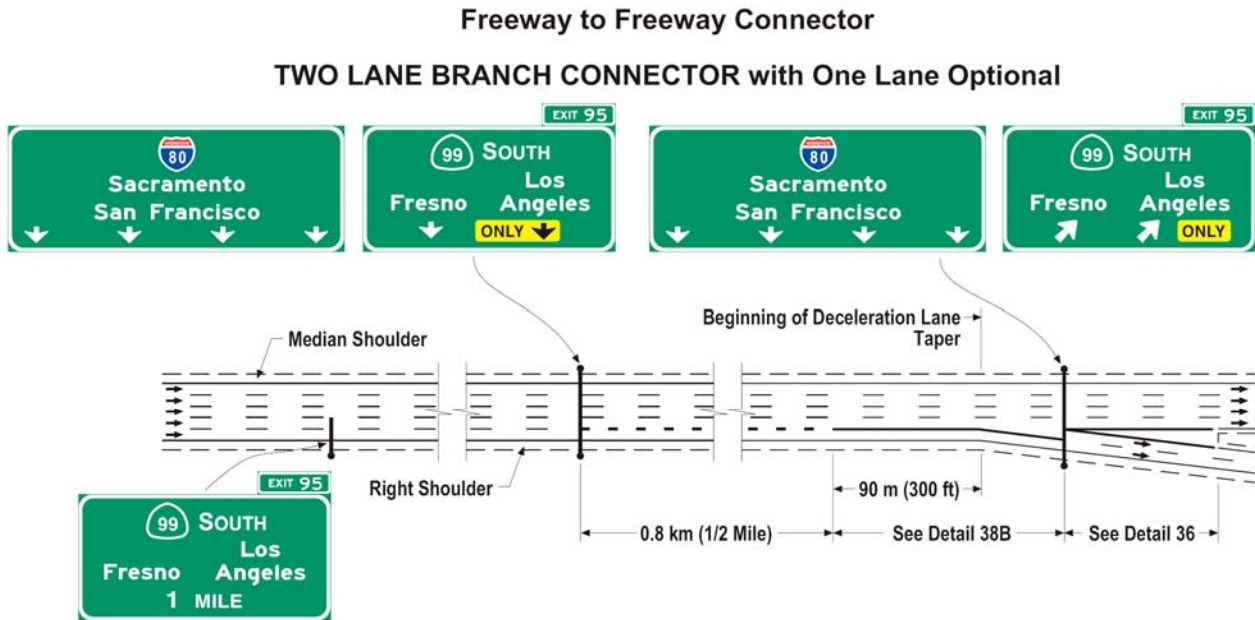 Freeway to Freeway Connector
TWO LANE BRANCH CONNECTOR with One Lane Optional
80
Sacramento
San Francisco
EXIT 95
99 SOUTH
Los
Fresno Angeles
ONLY
80
Sacramento
San Francisco
EXIT 95
99 SOUTH
Los
Fresno Angeles
ONLY
Beginning of Deceleration Lane
Taper
Median Shoulder
Right Shoulder
90 m (300 ft)
0.8 km (1/2 Mile)
See Detail 38B
See Detail 36
EXIT 95
99 SOUTH
Los
Fresno Angeles
1 MILE